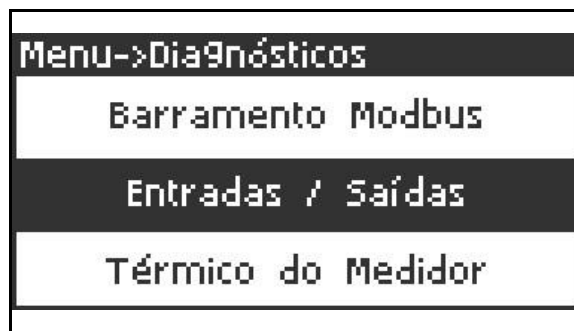 Menu->Diagnósticos
Barramento Modbus
Entradas / Saídas
Térmico do Medidor